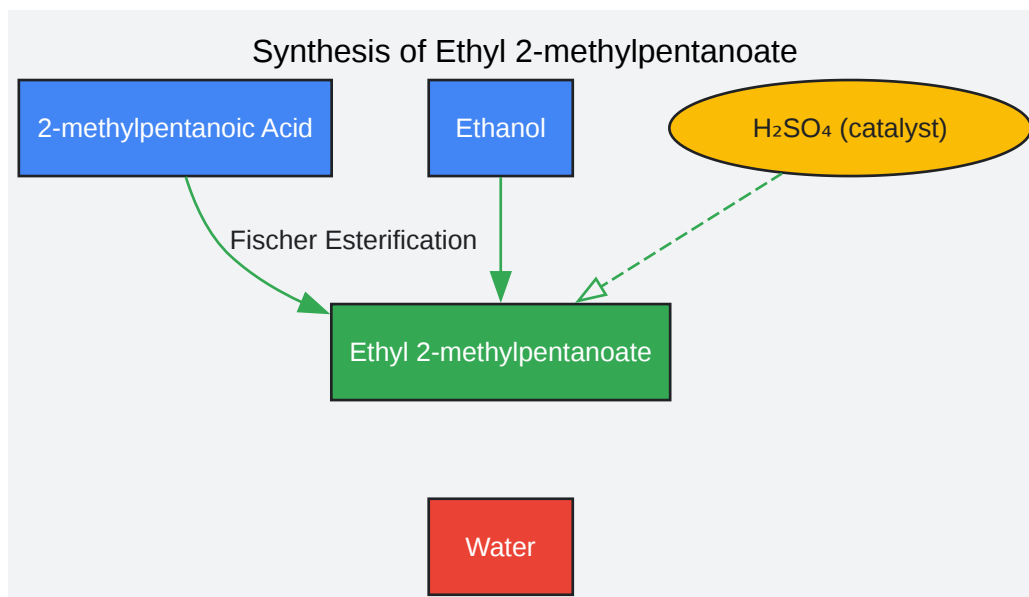 Synthesis of Ethyl 2-methylpentanoate
2-methylpentanoic Acid
Ethanol
H₂SO₄ (catalyst)
Fischer Esterification
Ethyl 2-methylpentanoate
Water